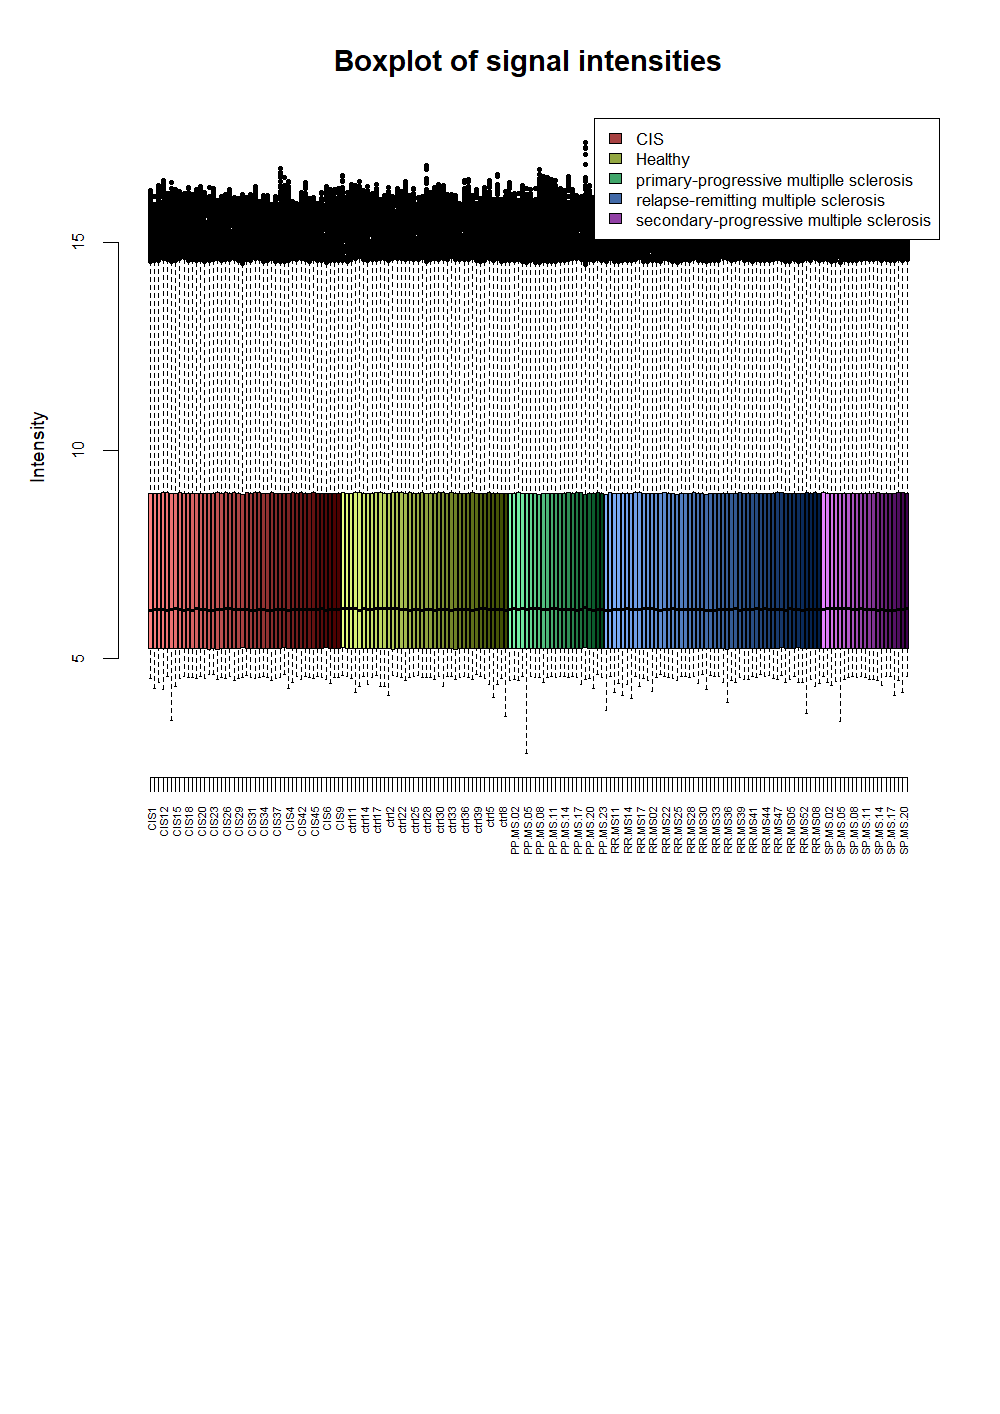 Boxplot of signal intensities
CIS
Healthy
primary-progressive multiplle sclerosis
relapse-remitting multiple sclerosis
secondary-progressive multiple sclerosis
Intensity
15
10
5
CIS1
CIS12
CIS15
CIS18
CIS20
CIS23
CIS26
CIS29
CIS31
CIS34
CIS37
CIS4
CIS42
CIS45
CIS6
CIS9
ctrl11
ctrl14
ctrl17
ctrl2
ctrl22
ctrl25
ctrl28
ctrl30
ctrl33
ctrl36
ctrl39
ctrl5
ctrl8
PP.MS.02
PP.MS.05
PP.MS.08
PP.MS.11
PP.MS.14
PP.MS.17
PP.MS.20
PP.MS.23
RR.MS11
RR.MS14
RR.MS17
RR.MS02
RR.MS22
RR.MS25
RR.MS28
RR.MS30
RR.MS33
RR.MS36
RR.MS39
RR.MS41
RR.MS44
RR.MS47
RR.MS05
RR.MS52
RR.MS08
SP.MS.02
SP.MS.05
SP.MS.08
SP.MS.11
SP.MS.14
SP.MS.17
SP.MS.20